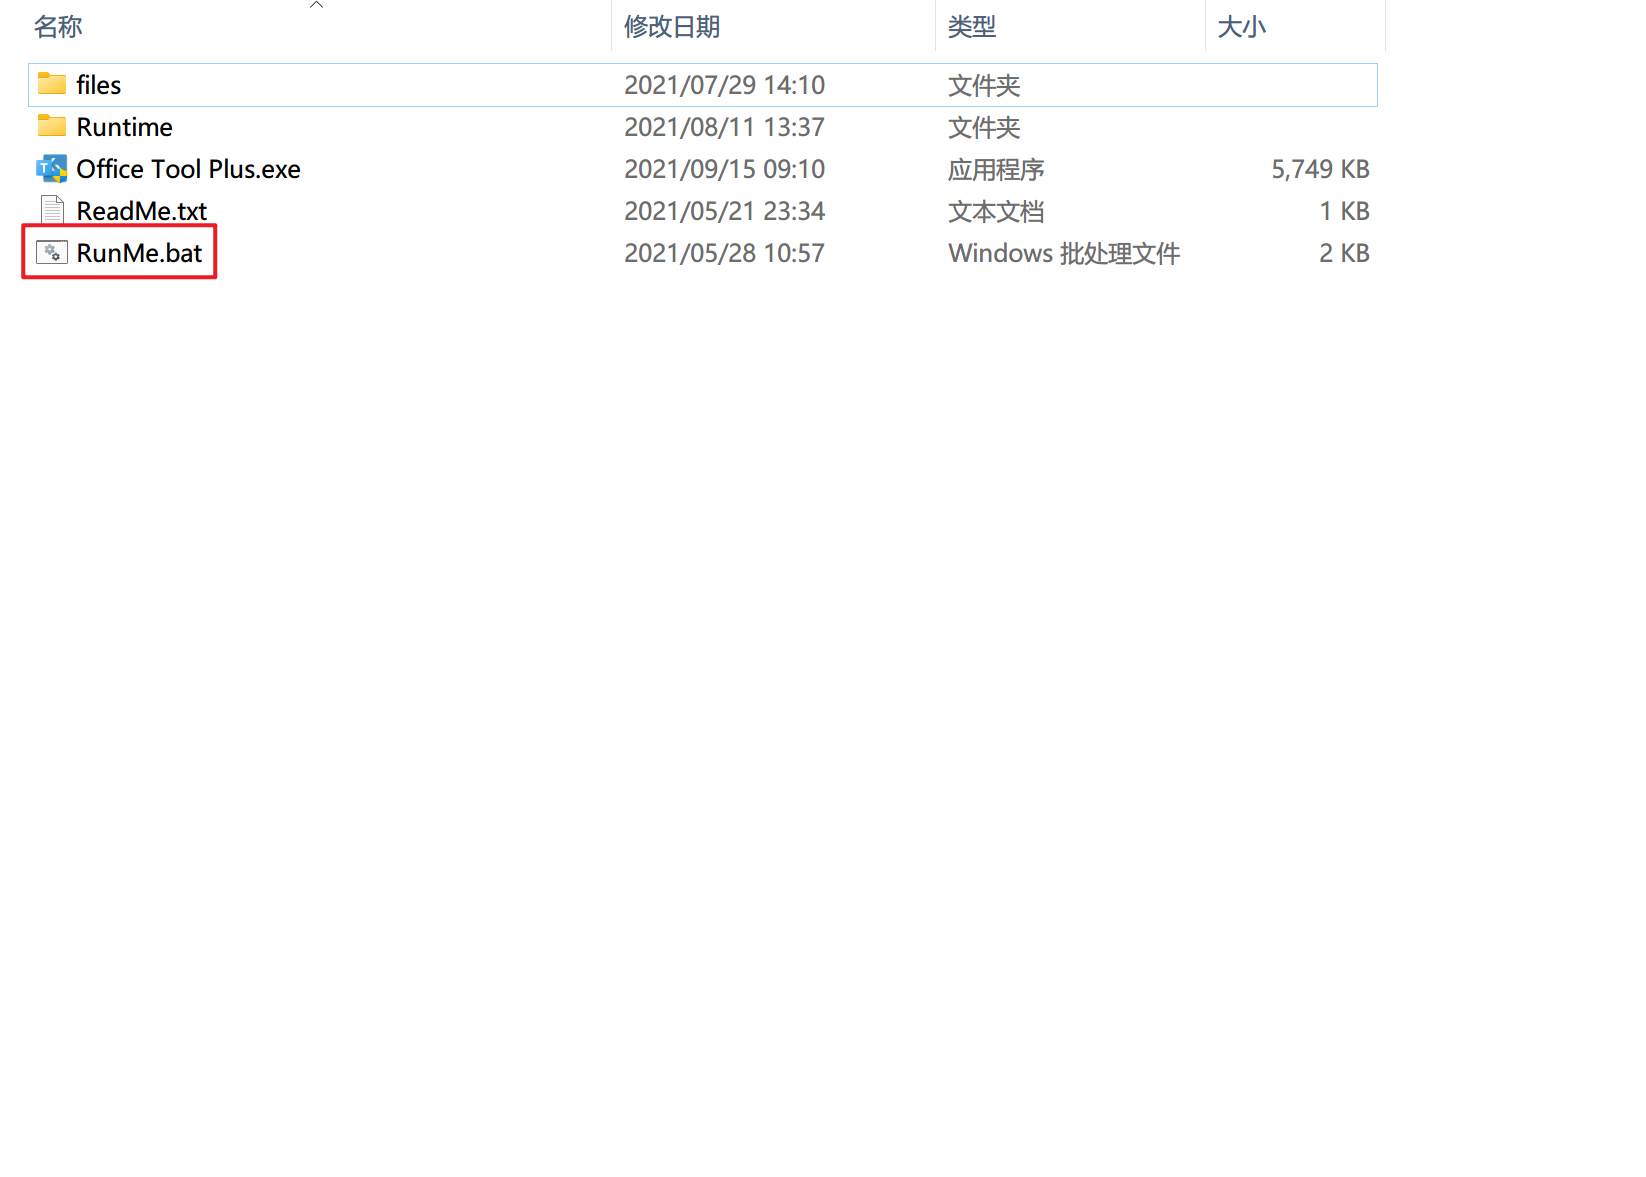 名称 修改日期 类型 大小
files 2021/07/29 14:10 文件夹
Runtime 2021/08/11 13:37 文件夹
Office Tool Plus.exe 2021/09/15 09:10 应用程序 5,749 KB
ReadMe.txt 2021/05/21 23:34 文本文档 1 KB
RunMe.bat 2021/05/28 10:57 Windows 批处理文件 2 KB